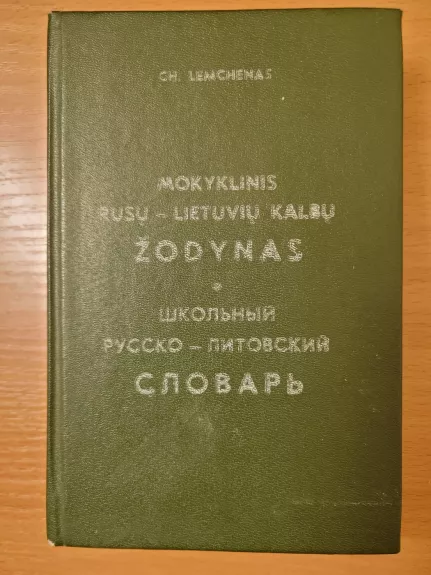 CH. LEMCHENAS
MOKYKLINIS
RUSŲ – LIETUVIŲ KALBŲ
ŽODYNAS
•
ШКОЛЬНЫЙ
РУССКО – ЛИТОВСКИЙ
СЛОВАРЬ